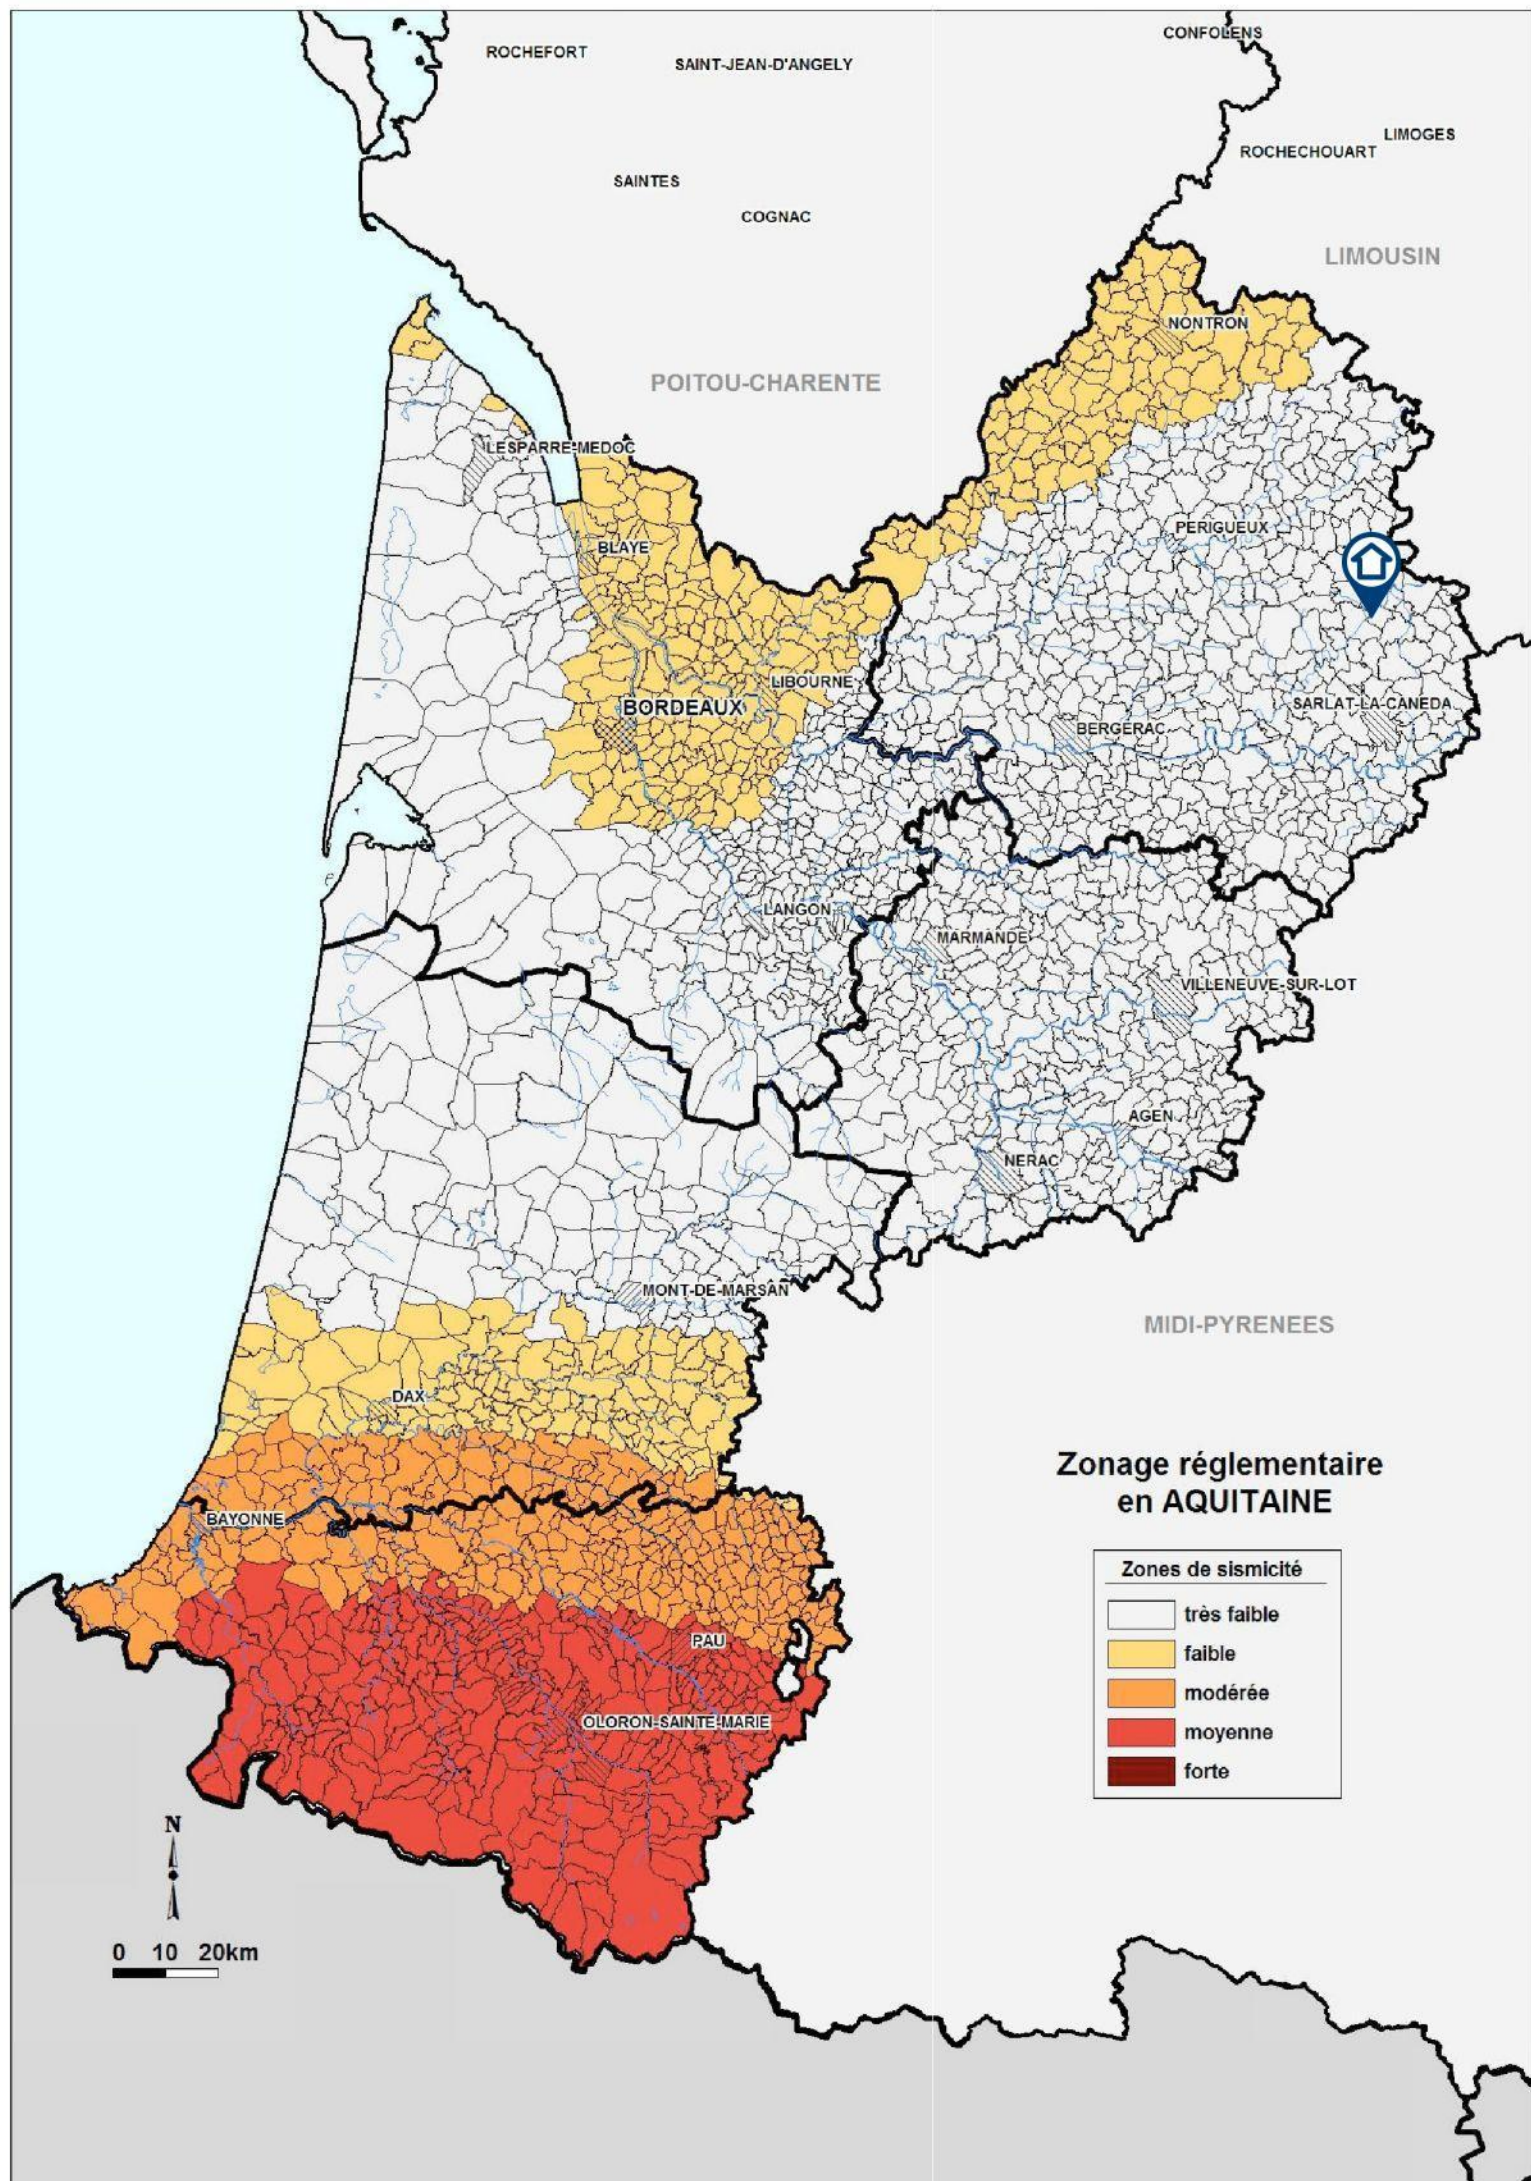 CONFOLENS
ROCHEFORT
SAINT-JEAN-D'ANGELY
LIMOGES
ROCHECHOUART
SAINTES
COGNAC
LIMOUSIN
NONTRON
POITOU-CHARENTE
LESPARRE-MEDOC
PERIGUEUX
BLAYE
LIBOURNE
BORDEAUX
SARLAT-LA-CANEDA
BERGERAC
LANGON
MARMANDE
VILLENEUVE-SUR-LOT
AGEN
NERAC
MONT-DE-MARSAN
MIDI-PYRENEES
DAX
Zonage réglementaire
en AQUITAINE
BAYONNE
Zones de sismicité
très faible
faible
modérée
moyenne
forte
PAU
OLORON-SAINTE-MARIE
N
0 10 20km